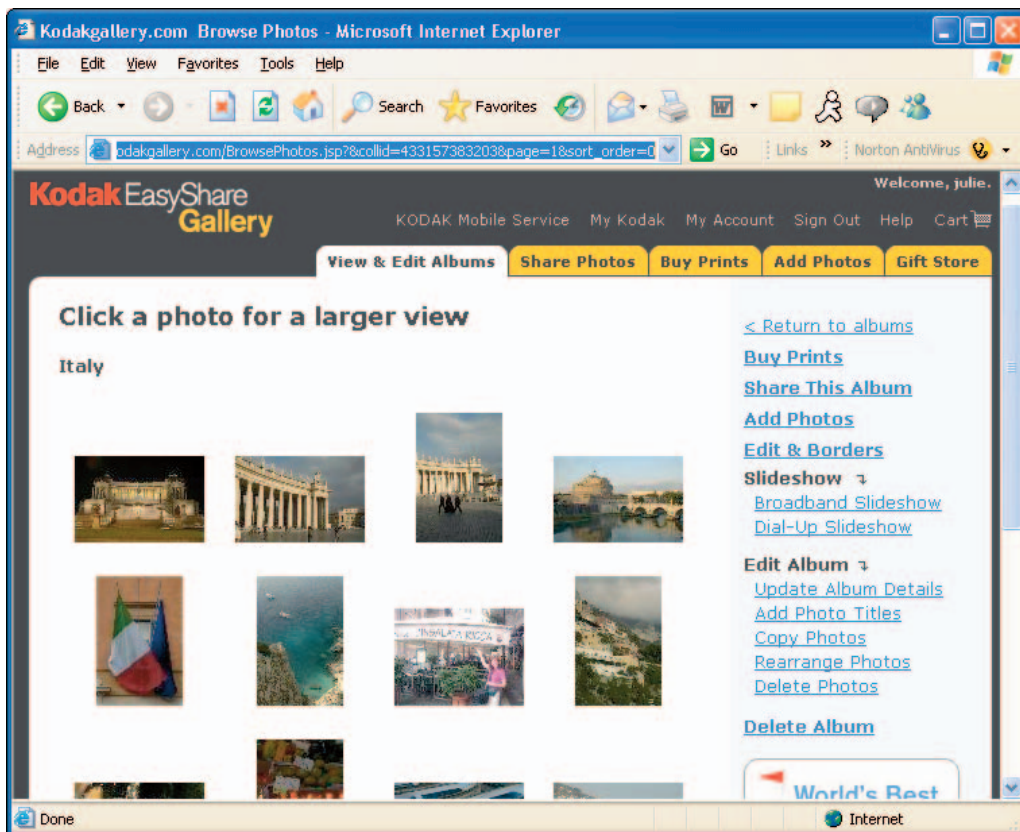 Kodakgallery.com Browse Photos - Microsoft Internet Explorer
File Edit View Favorites Tools Help
Back Search Favorites
Address odakgallery.com/BrowsePhotos.jsp?&collid=433157383203&page=1&sort_order=0 Go Links » Norton AntiVirus
Kodak EasyShare
Gallery
Welcome, julie.
KODAK Mobile Service My Kodak My Account Sign Out Help Cart
View & Edit Albums Share Photos Buy Prints Add Photos Gift Store
Click a photo for a larger view
Italy
INSALATA RICCA
< Return to albums
Buy Prints
Share This Album
Add Photos
Edit & Borders
Slideshow
Broadband Slideshow
Dial-Up Slideshow
Edit Album
Update Album Details
Add Photo Titles
Copy Photos
Rearrange Photos
Delete Photos
Delete Album
World's Best
Done Internet